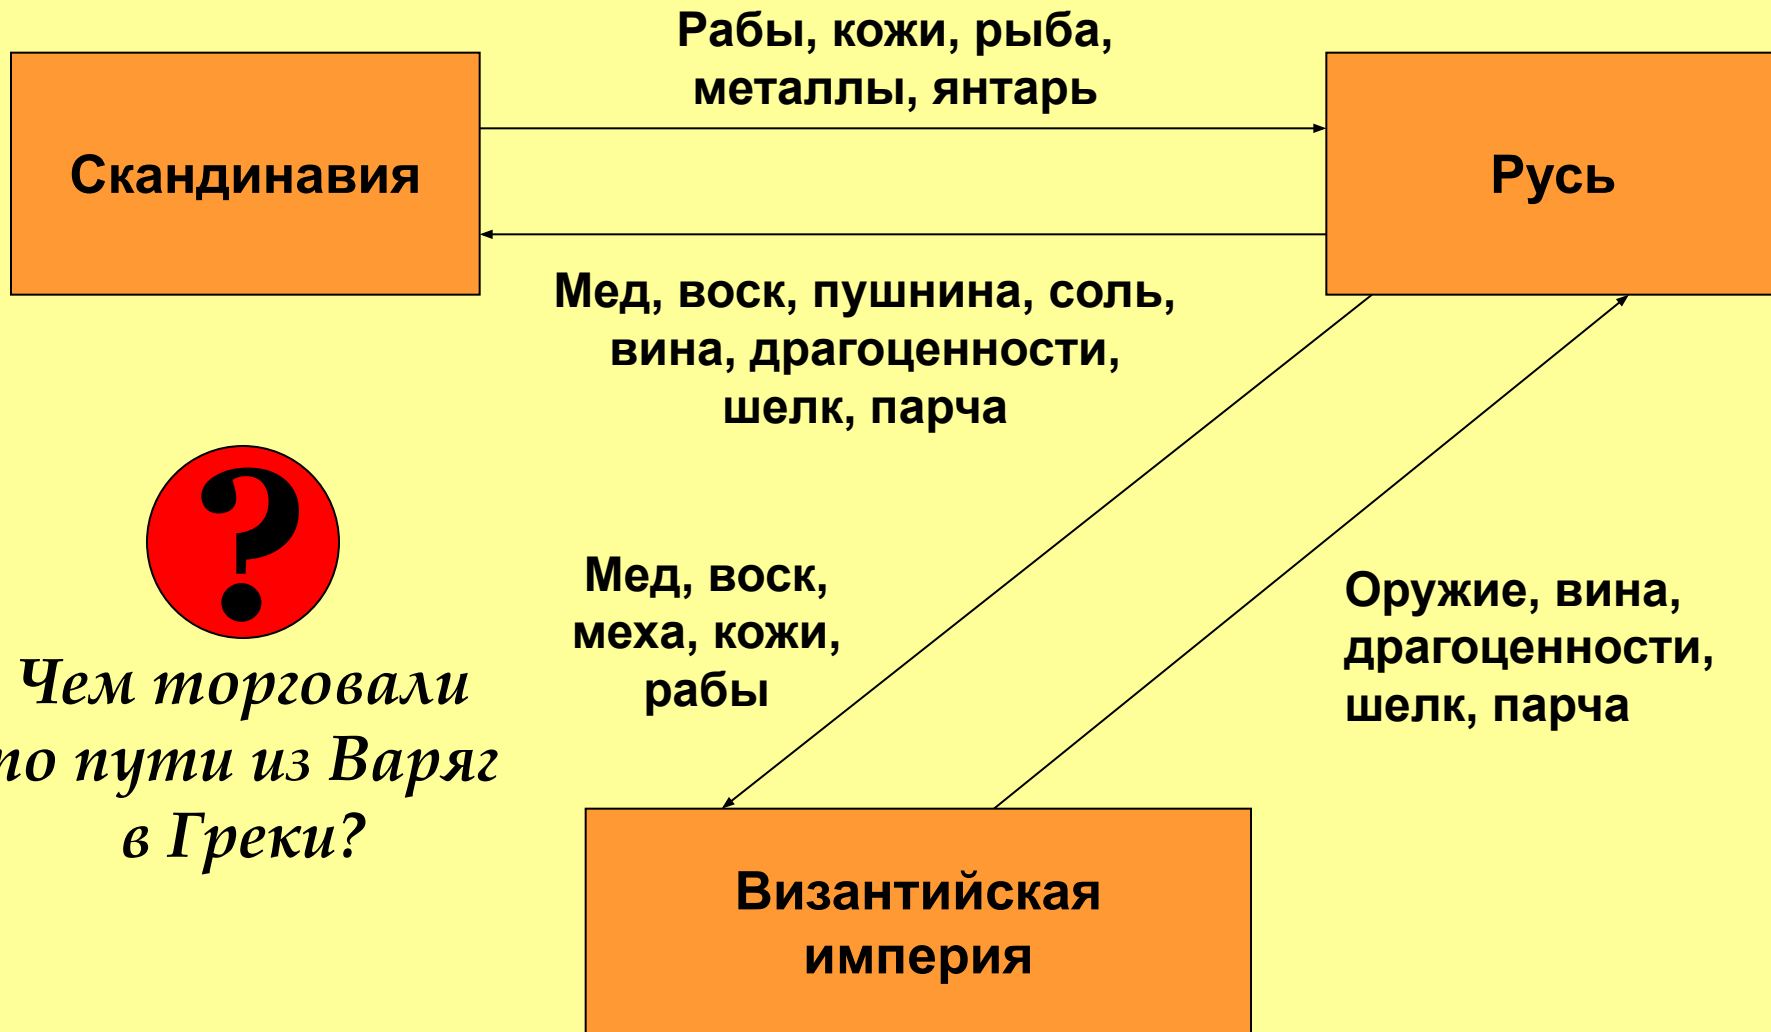 Рабы, кожи, рыба,
металлы, янтарь
Скандинавия
Русь
Мед, воск, пушнина, соль,
вина, драгоценности,
шелк, парча
?
Мед, воск,
меха, кожи,
рабы
Оружие, вина,
драгоценности,
шелк, парча
Чем торговали
по пути из Варяг
в Греки?
Византийская
империя